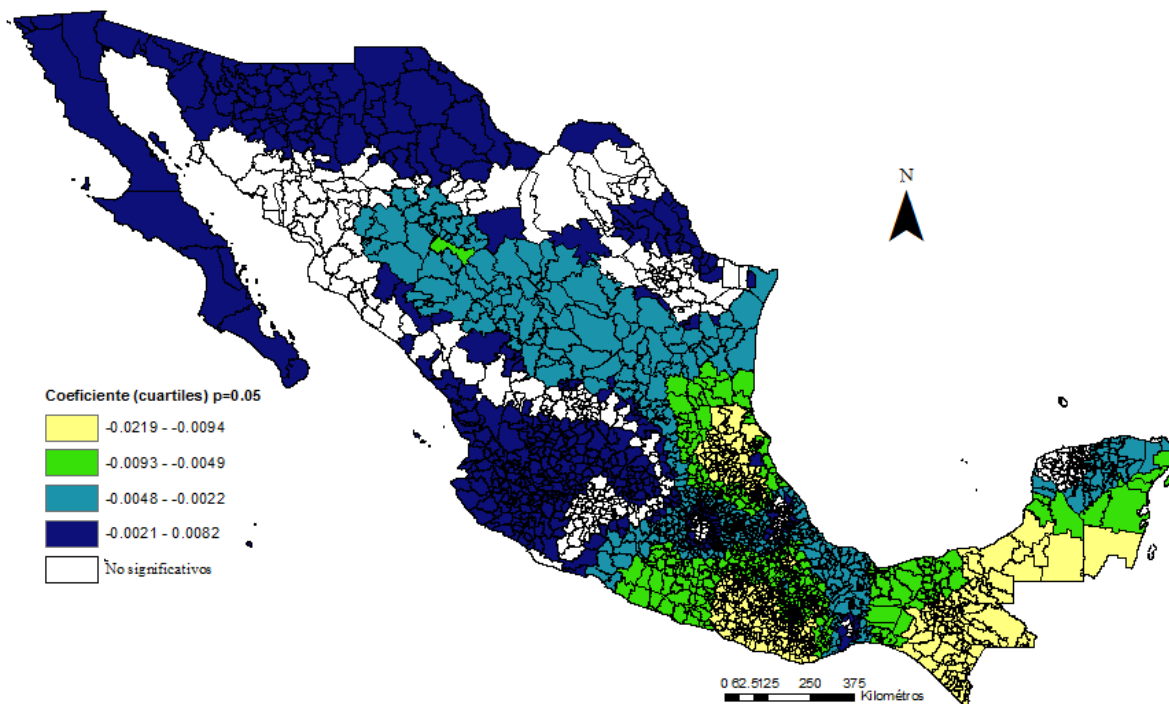 N
Coeficiente (cuartiles) p=0.05
-0.0219 - -0.0094
-0.0093 - -0.0049
-0.0048 - -0.0022
-0.0021 - 0.0082
No significativos
0 62.5125 250 375
Kilométros